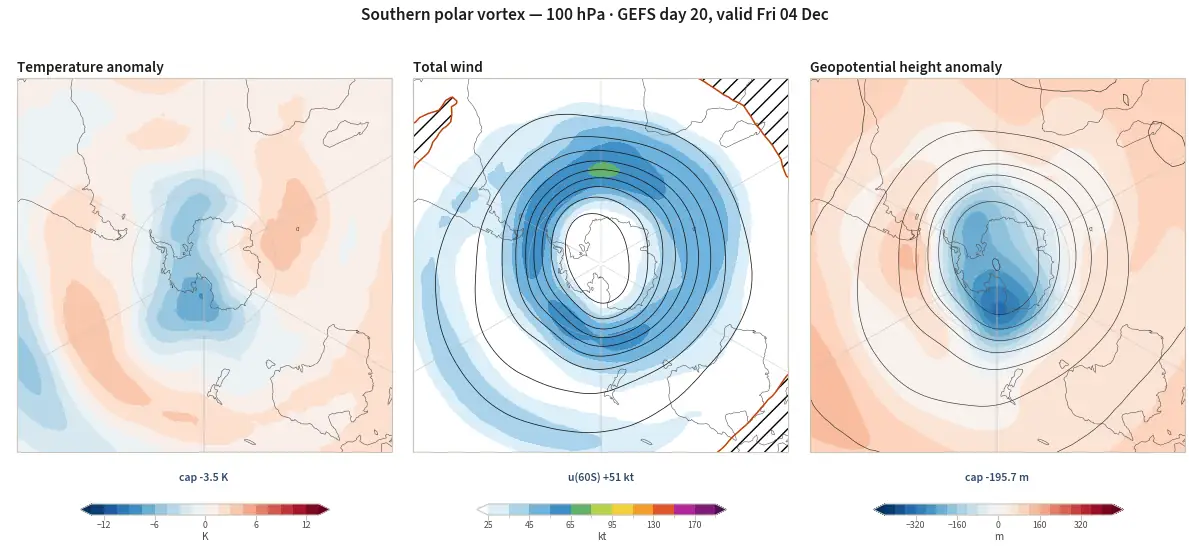 Southern polar vortex — 100 hPa · GEFS day 20, valid Fri 04 Dec
Temperature anomaly
Total wind
Geopotential height anomaly
cap -3.5 K
u(60S) +51 kt
cap -195.7 m
−12 −6 0 6 12
K
25 45 65 95 130 170
kt
−320 −160 0 160 320
m